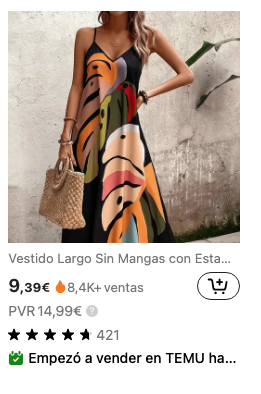 Vestido Largo Sin Mangas con Esta...
9,39€ 8,4K+ ventas
PVR 14,99€ ?
421
Empezó a vender en TEMU ha...